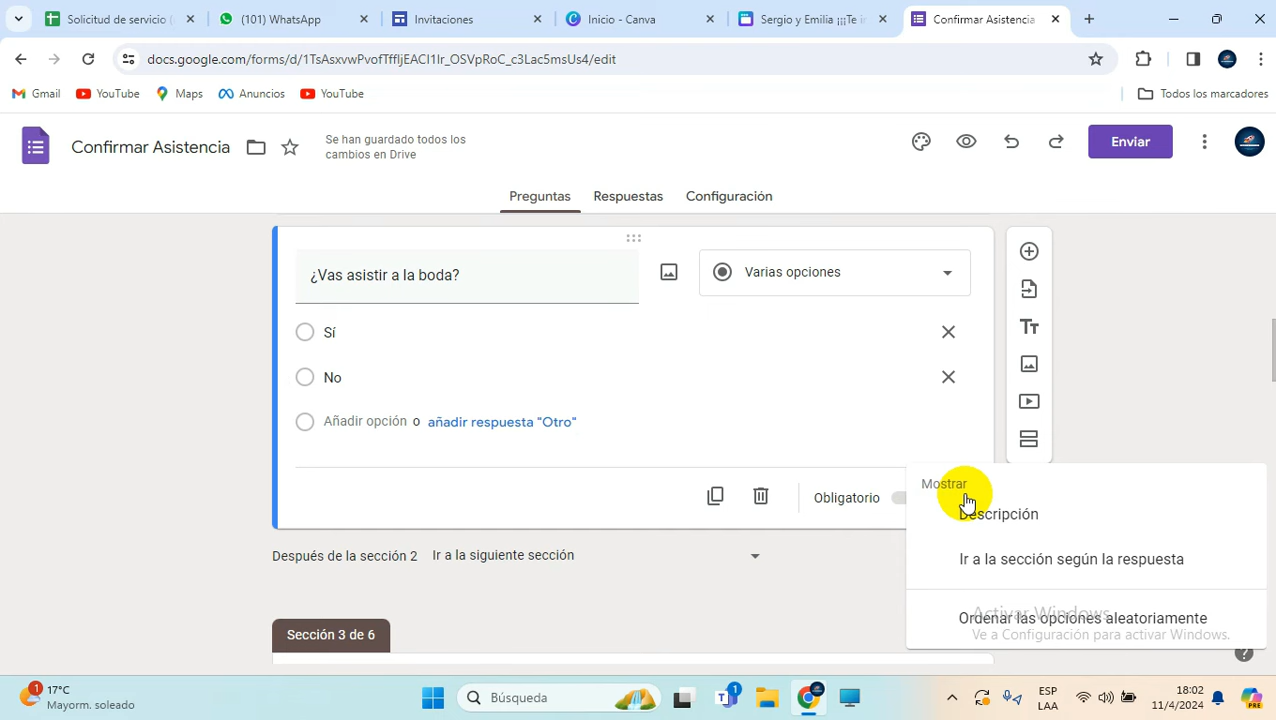 Solicitud de servicio (
(101) WhatsApp
Invitaciones
Inicio - Canva
Sergio y Emilia ¡¡¡Te i
Confirmar Asistencia
docs.google.com/forms/d/1TsAsxvwPvofTffIjEACl1Ir_OSVpRoC_c3Lac5msUs4/edit
Gmail
YouTube
Maps
Anuncios
YouTube
Todos los marcadores
Confirmar Asistencia
Se han guardado todos los
cambios en Drive
Enviar
Preguntas
Respuestas
Configuración
¿Vas asistir a la boda?
Varias opciones
Sí
No
Añadir opción o añadir respuesta "Otro"
Obligatorio
Mostrar
Descripción
Ir a la sección según la respuesta
Ordenar las opciones aleatoriamente
Después de la sección 2 Ir a la siguiente sección
Activar Windows
Ve a Configuración para activar Windows.
Sección 3 de 6
1
17°C
Mayorm. soleado
Búsqueda
1
ESP
LAA
18:02
11/4/2024
PRE